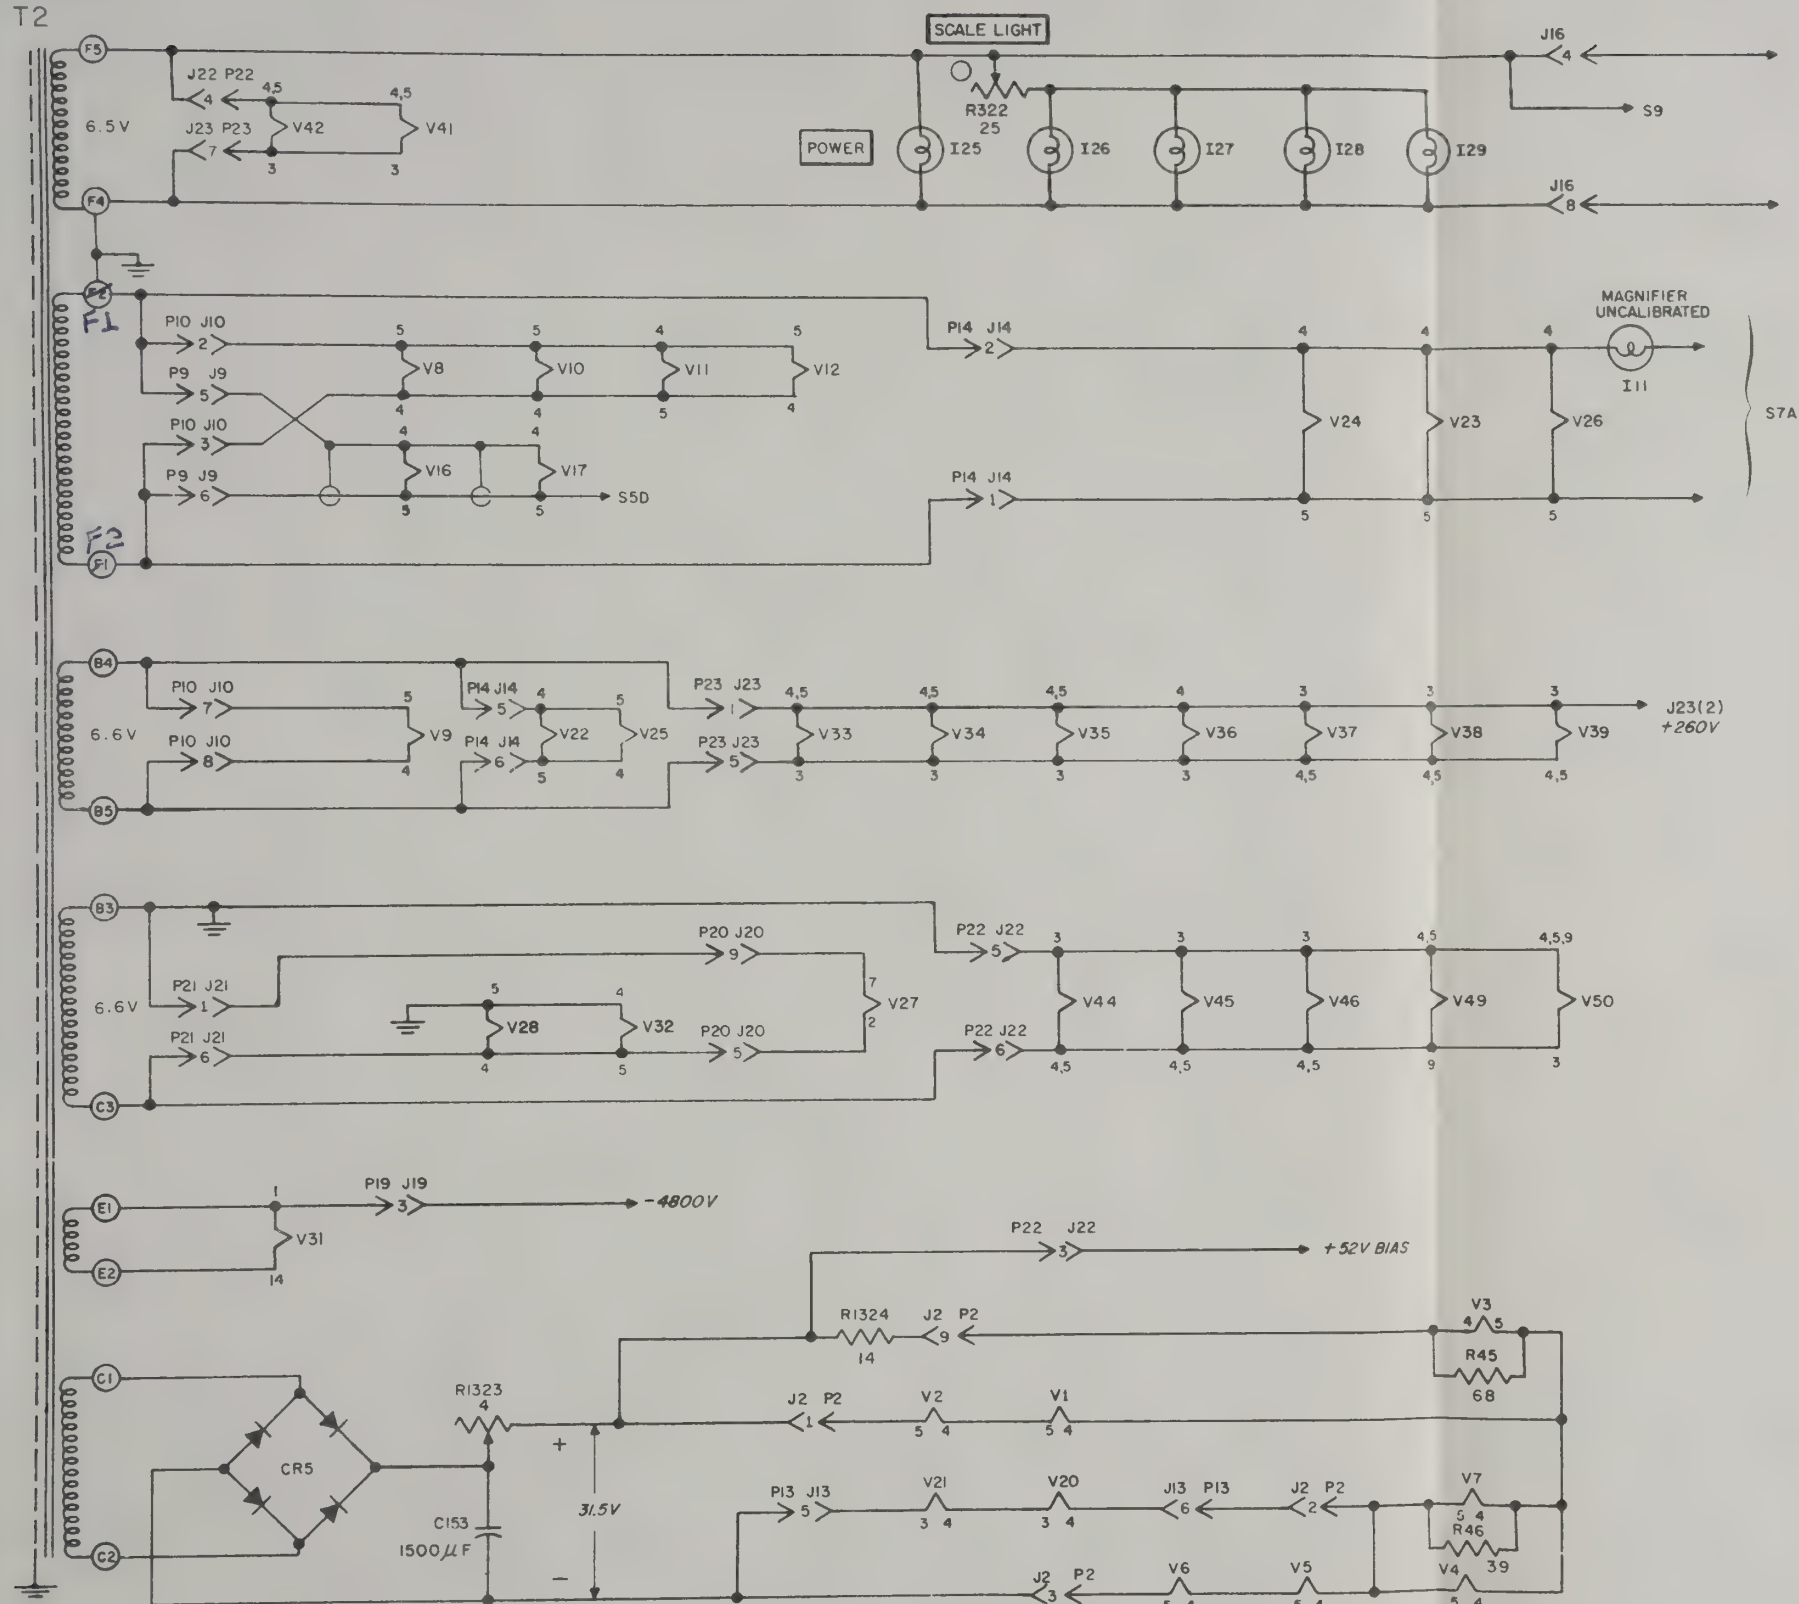 T2
F5
SCALE LIGHT
J16
4
J22 P22
4
4,5
4,5
R322
25
S9
6.5V
J23 P23
7
V42
V41
3
3
POWER
I25
I26
I27
I28
I29
F4
J16
8
F2
F1
MAGNIFIER
UNCALIBRATED
P10 J10
2
5
5
4
5
P14 J14
2
4
4
4
V8
V10
V11
V12
I11
P9 J9
5
4
4
5
4
S7A
P10 J10
3
4
4
V24
V23
V26
V16
V17
P9 J9
6
S5D
5
5
P14 J14
1
5
5
5
F2
F1
B4
P10 J10
7
5
P14 J14
5
4
5
P23 J23
1
4,5
4,5
4,5
4
3
3
3
J23(2)
+260V
6.6V
V9
V22
V25
V33
V34
V35
V36
V37
V38
V39
P10 J10
8
4
P14 J14
6
5
4
P23 J23
5
3
3
3
3
4,5
4,5
4,5
B5
B3
P20 J20
9
P22 J22
5
3
3
3
4,5
4,5,9
6.6V
P21 J21
1
5
4
7
V27
2
V44
V45
V46
V49
V50
V28
V32
P21 J21
6
4
5
P20 J20
5
P22 J22
6
4,5
4,5
4,5
9
3
C3
E1
1
P19 J19
3
-4800V
V31
E2
14
P22 J22
3
+52V BIAS
R1324
14
J2 P2
9
V3
4 5
R45
68
C1
R1323
4
J2 P2
1
V2
5 4
V1
5 4
+
CR5
31.5V
P13 J13
5
V21
3 4
V20
3 4
J13 P13
6
J2 P2
2
V7
5 4
R46
39
C153
1500μF
C2
−
J2 P2
3
V6
5 4
V5
5 4
V4
5 4